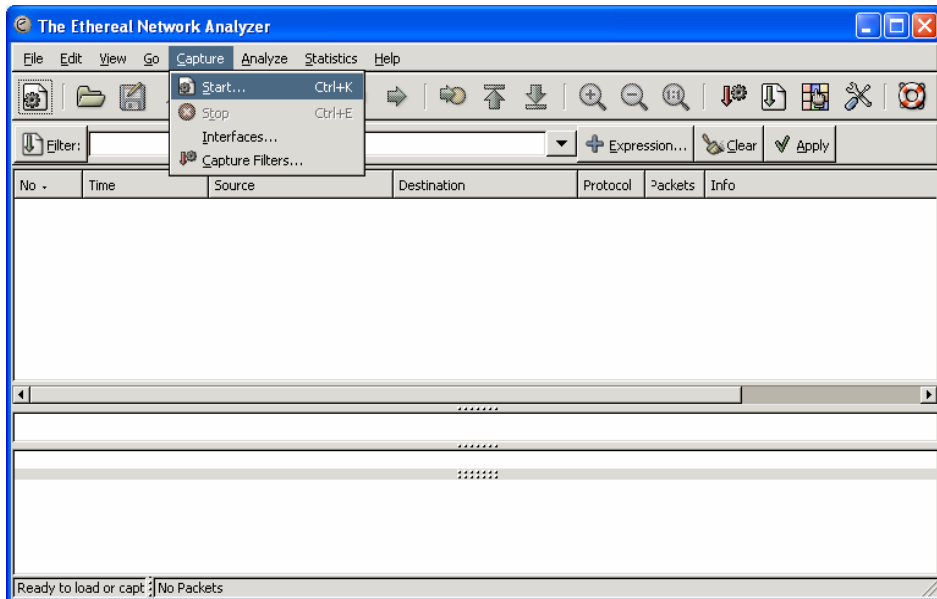 The Ethereal Network Analyzer
File Edit View Go Capture Analyze Statistics Help
Start... Ctrl+K
Stop Ctrl+E
Interfaces...
Capture Filters...
Filter: Expression... Clear Apply
No Time Source Destination Protocol Packets Info
Ready to load or capt No Packets